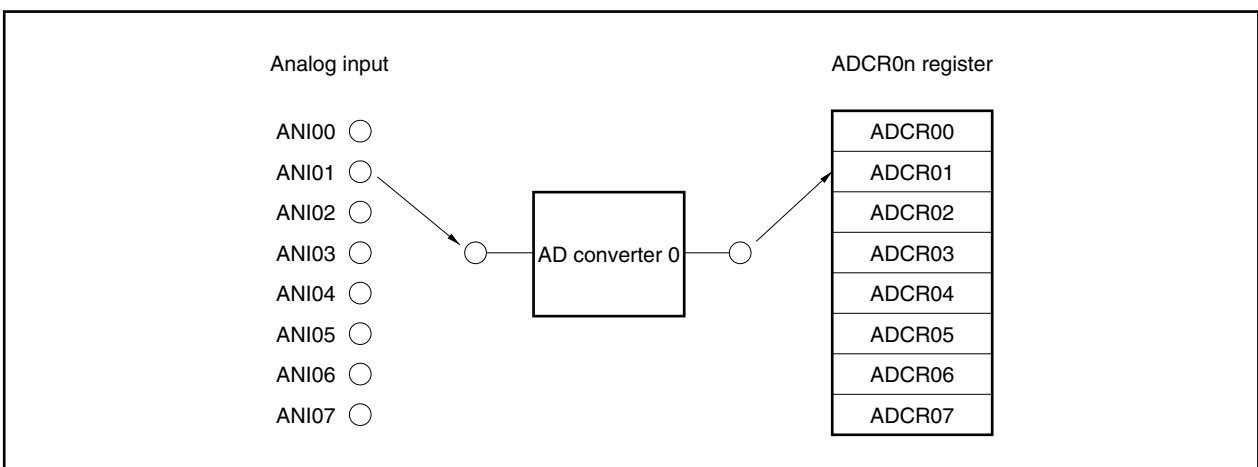 Analog input
ADCR0n register
ANI00
ANI01
ANI02
ANI03
ANI04
ANI05
ANI06
ANI07
AD converter 0
ADCR00
ADCR01
ADCR02
ADCR03
ADCR04
ADCR05
ADCR06
ADCR07